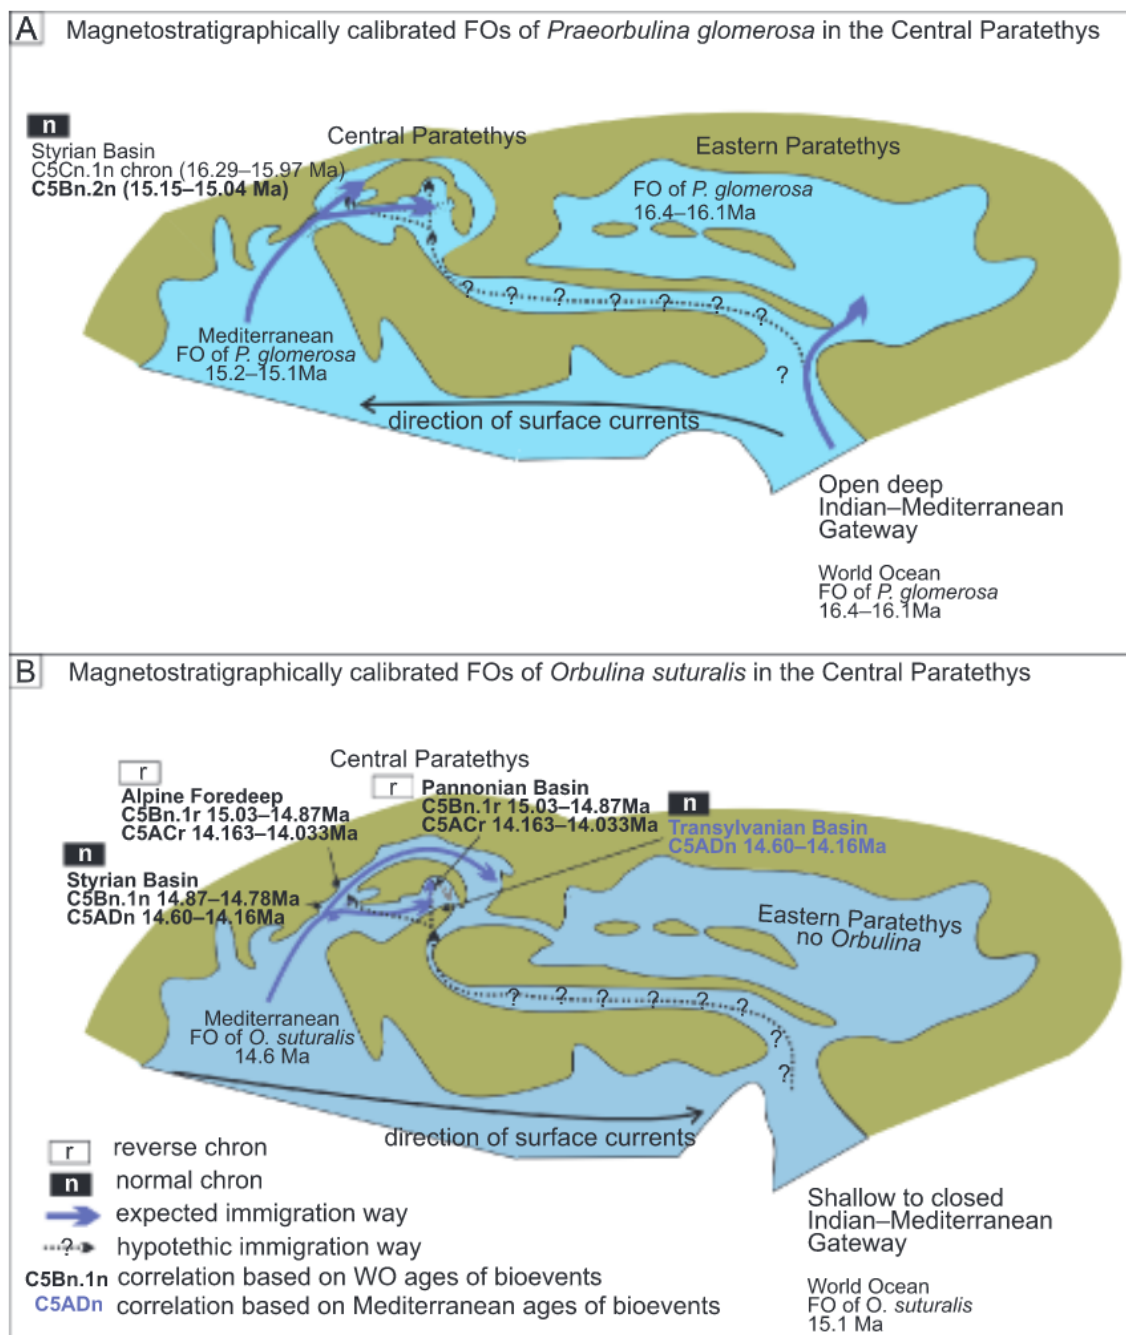 A Magnetostratigraphically calibrated FOs of Praeorbulina glomerosa in the Central Paratethys
n
Styrian Basin
C5Cn.1n chron (16.29–15.97 Ma)
C5Bn.2n (15.15–15.04 Ma)
Central Paratethys
Eastern Paratethys
FO of P. glomerosa
16.4–16.1Ma
? ? ? ? ? ? ?
?
Mediterranean
FO of P. glomerosa
15.2–15.1Ma
direction of surface currents
Open deep
Indian–Mediterranean
Gateway
World Ocean
FO of P. glomerosa
16.4–16.1Ma
B Magnetostratigraphically calibrated FOs of Orbulina suturalis in the Central Paratethys
Central Paratethys
r
Alpine Foredeep
C5Bn.1r 15.03–14.87Ma
C5ACr 14.163–14.033Ma
r
Pannonian Basin
C5Bn.1r 15.03–14.87Ma
C5ACr 14.163–14.033Ma
n
Transylvanian Basin
C5ADn 14.60–14.16Ma
n
Styrian Basin
C5Bn.1n 14.87–14.78Ma
C5ADn 14.60–14.16Ma
Eastern Paratethys
no Orbulina
? ? ? ? ? ?
?
?
Mediterranean
FO of O. suturalis
14.6 Ma
direction of surface currents
r reverse chron
n normal chron
expected immigration way
? hypotethic immigration way
C5Bn.1n correlation based on WO ages of bioevents
C5ADn correlation based on Mediterranean ages of bioevents
Shallow to closed
Indian–Mediterranean
Gateway
World Ocean
FO of O. suturalis
15.1 Ma